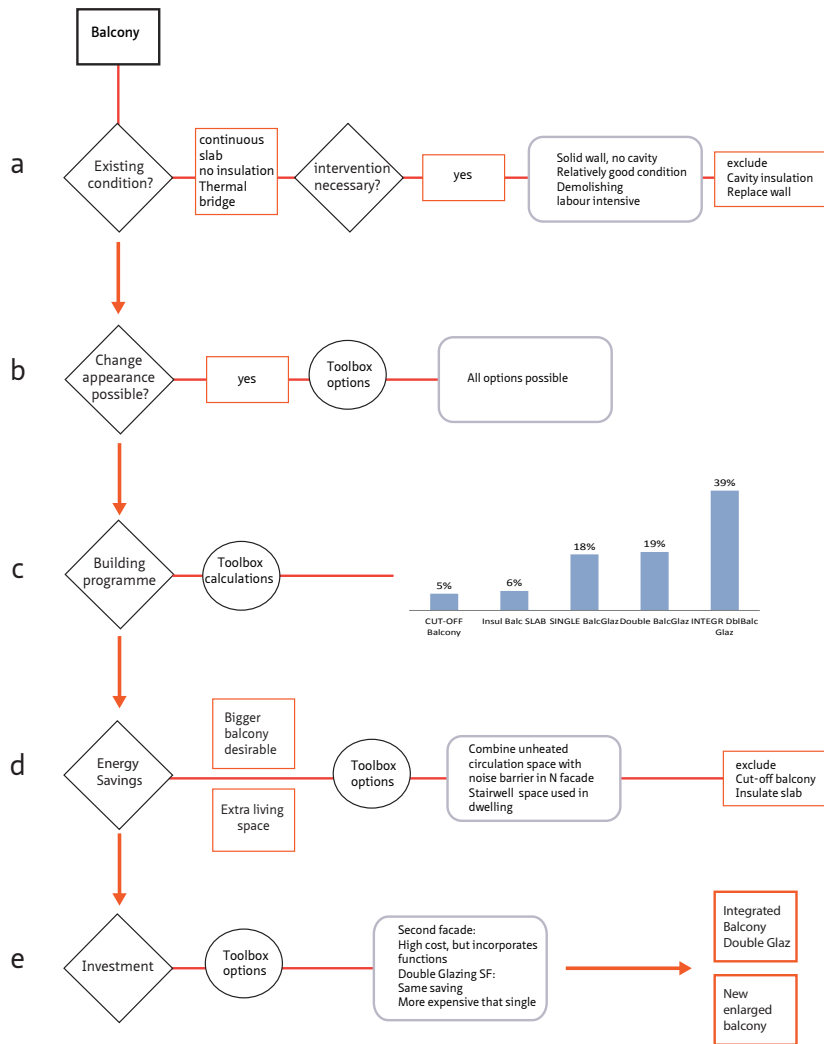 Balcony
a
Existing
condition?
continuous
slab
no insulation
Thermal
bridge
intervention
necessary?
yes
Solid wall, no cavity
Relatively good condition
Demolishing
labour intensive
exclude
Cavity insulation
Replace wall
b
Change
appearance
possible?
yes
Toolbox
options
All options possible
c
Building
programme
Toolbox
calculations
5%
6%
18%
19%
39%
CUT-OFF
Balcony
Insul Balc SLAB
SINGLE BalcGlaz
Double BalcGlaz
INTEGR DblBalc
Glaz
d
Energy
Savings
Bigger
balcony
desirable
Extra living
space
Toolbox
options
Combine unheated
circulation space with
noise barrier in N facade
Stairwell space used in
dwelling
exclude
Cut-off balcony
Insulate slab
e
Investment
Toolbox
options
Second facade:
High cost, but incorporates
functions
Double Glazing SF:
Same saving
More expensive that single
Integrated
Balcony
Double Glaz
New
enlarged
balcony